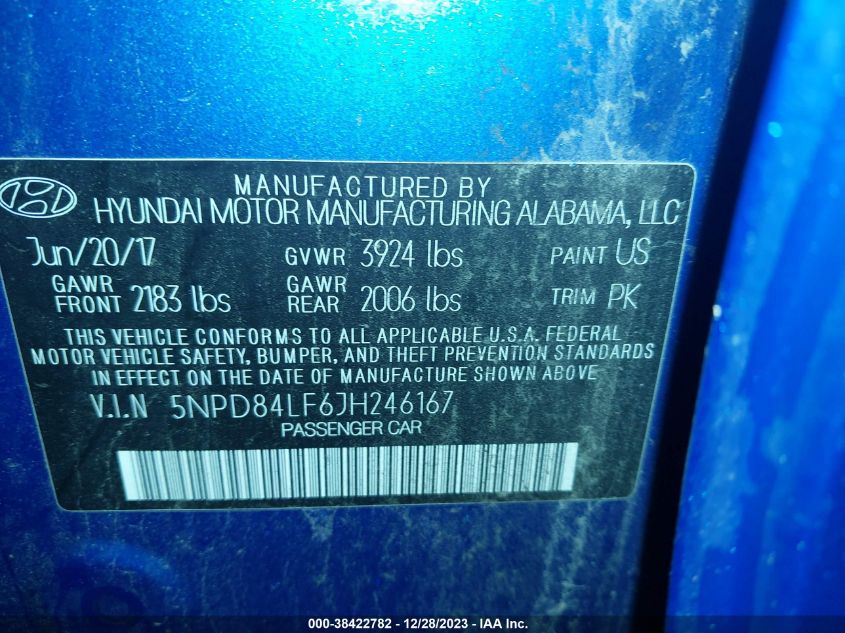 MANUFACTURED BY
HYUNDAI MOTOR MANUFACTURING ALABAMA, LLC
Jun/20/17 GVWR 3924 lbs PAINT US
GAWR FRONT 2183 lbs GAWR REAR 2006 lbs TRIM PK
THIS VEHICLE CONFORMS TO ALL APPLICABLE U.S.A. FEDERAL
MOTOR VEHICLE SAFETY, BUMPER, AND THEFT PREVENTION STANDARDS
IN EFFECT ON THE DATE OF MANUFACTURE SHOWN ABOVE
V.I.N 5NPD84LF6JH246167
PASSENGER CAR
000-38422782 - 12/28/2023 - IAA Inc.